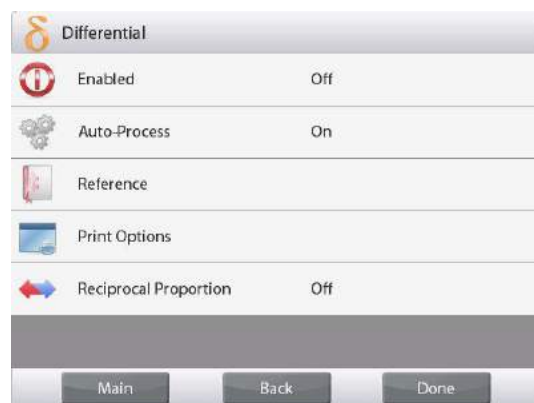 δ Differential
Enabled Off
Auto-Process On
Reference
Print Options
Reciprocal Proportion Off
Main Back Done